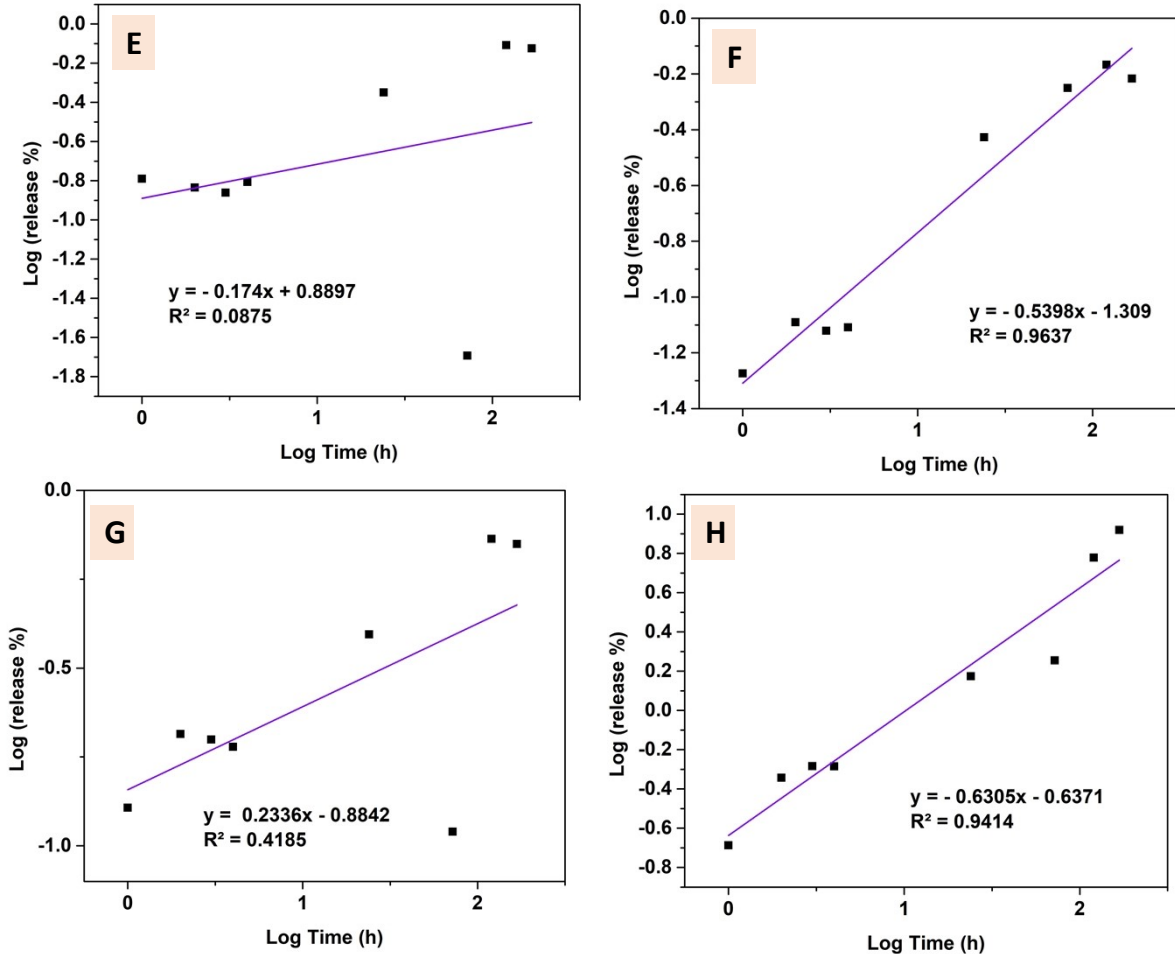 E
0.0
-0.2
-0.4
-0.6
-0.8
-1.0
-1.2
-1.4
-1.6
-1.8
Log (release %)
y = - 0.174x + 0.8897
R² = 0.0875
0 1 2
Log Time (h)
F
0.0
-0.2
-0.4
-0.6
-0.8
-1.0
-1.2
-1.4
Log (release %)
y = - 0.5398x - 1.309
R² = 0.9637
0 1 2
Log Time (h)
G
0.0
-0.5
-1.0
Log (release %)
y = 0.2336x - 0.8842
R² = 0.4185
0 1 2
Log Time (h)
H
1.0
0.8
0.6
0.4
0.2
0.0
-0.2
-0.4
-0.6
-0.8
Log (release %)
y = - 0.6305x - 0.6371
R² = 0.9414
0 1 2
Log Time (h)